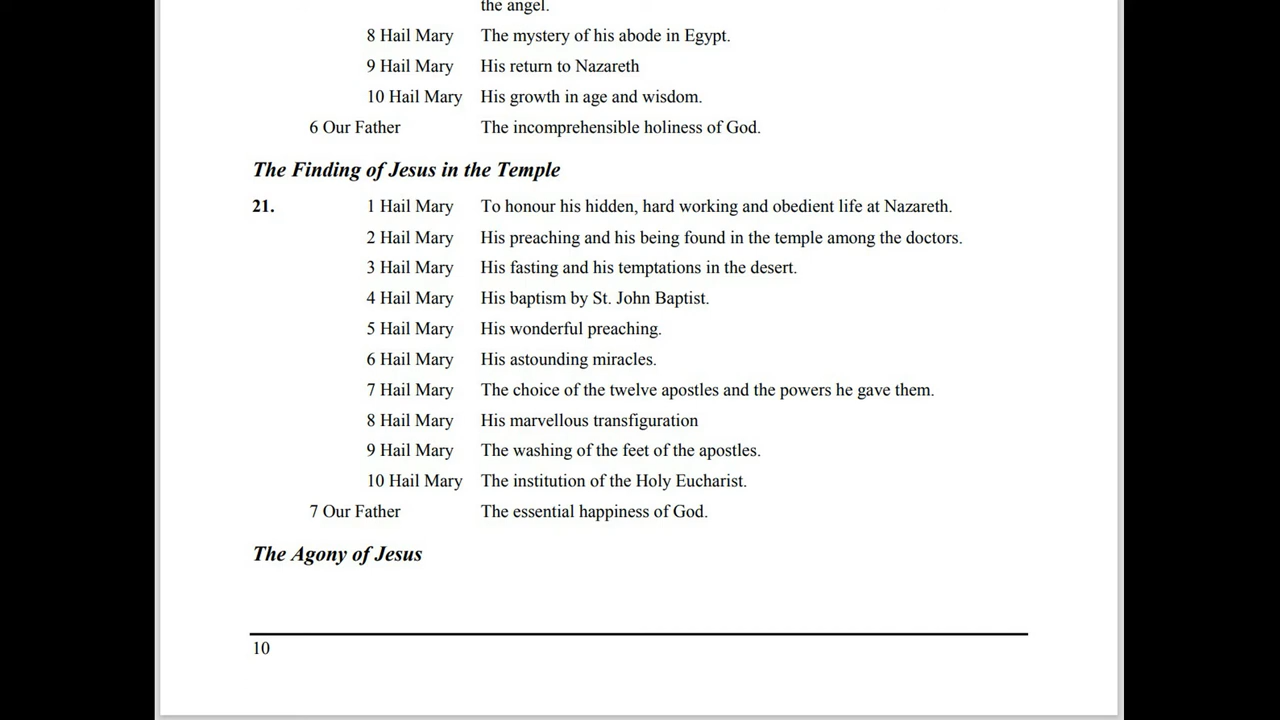 the angel.
8 Hail Mary The mystery of his abode in Egypt.
9 Hail Mary His return to Nazareth
10 Hail Mary His growth in age and wisdom.
6 Our Father The incomprehensible holiness of God.
The Finding of Jesus in the Temple
21. 1 Hail Mary To honour his hidden, hard working and obedient life at Nazareth.
2 Hail Mary His preaching and his being found in the temple among the doctors.
3 Hail Mary His fasting and his temptations in the desert.
4 Hail Mary His baptism by St. John Baptist.
5 Hail Mary His wonderful preaching.
6 Hail Mary His astounding miracles.
7 Hail Mary The choice of the twelve apostles and the powers he gave them.
8 Hail Mary His marvellous transfiguration
9 Hail Mary The washing of the feet of the apostles.
10 Hail Mary The institution of the Holy Eucharist.
7 Our Father The essential happiness of God.
The Agony of Jesus
10